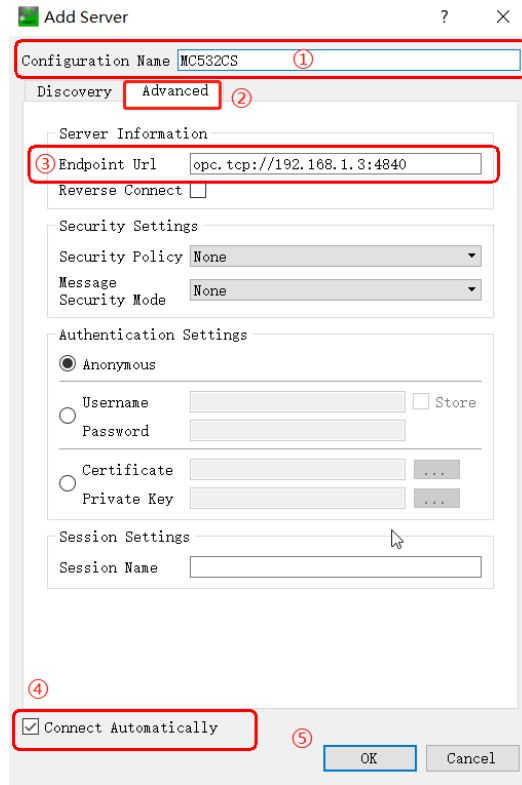 Add Server
? ×
Configuration Name MC532CS ①
Discovery Advanced ②
Server Information
③ Endpoint Url opc.tcp://192.168.1.3:4840
Reverse Connect
Security Settings
Security Policy None
Message
Security Mode None
Authentication Settings
Anonymous
Username Store
Password
Certificate ...
Private Key ...
Session Settings
Session Name
④
Connect Automatically
⑤
OK Cancel